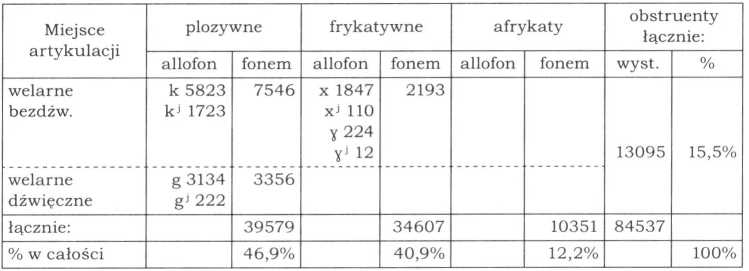 Miejsce artykulacji plozywne frykatywne afrykaty obstruenty łącznie:
allofon fonem allofon fonem allofon fonem wyst. %
welarne k 5823 7546 x 1847 2193
bezdźw. kʲ 1723 xʲ 110
ɣ 224
ɣʲ 12 13095 15,5%
welarne g 3134 3356
dźwięczne gʲ 222
łącznie: 39579 34607 10351 84537
% w całości 46,9% 40,9% 12,2% 100%